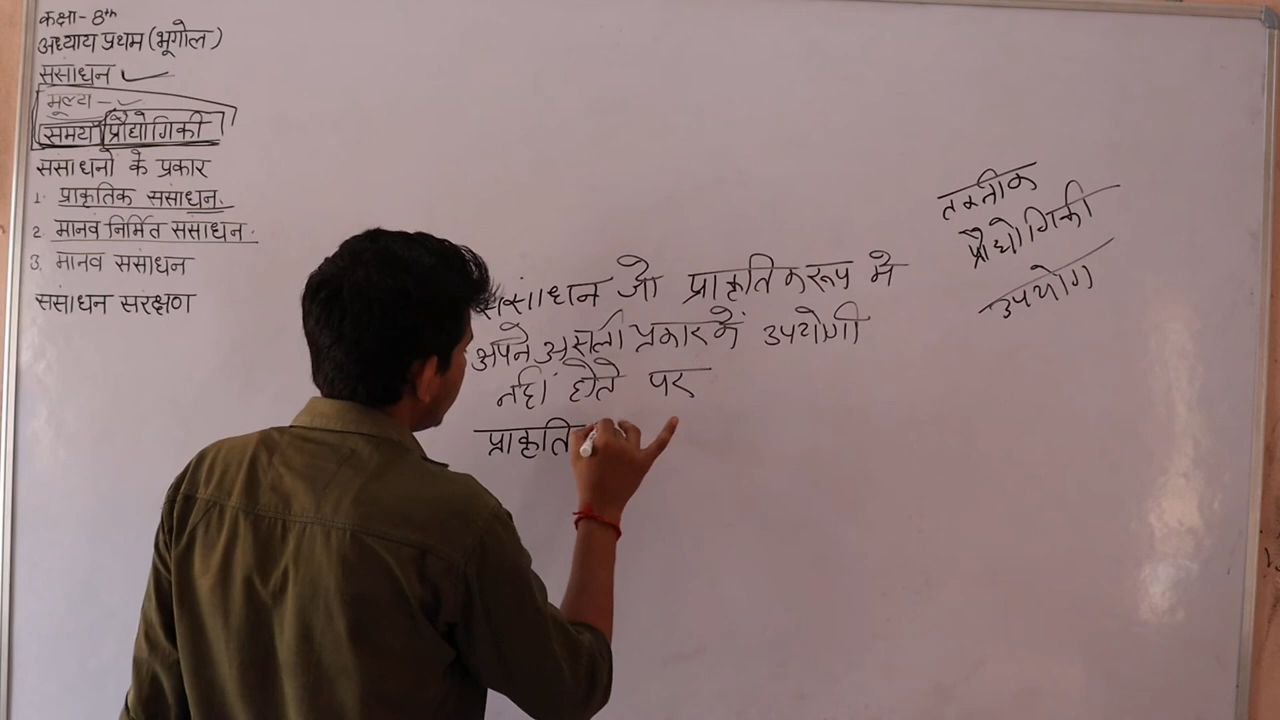 कक्षा - 8th
अध्याय प्रथम (भूगोल)
संसाधन
मूल्य -
समय प्रौद्योगिकी
संसाधनो के प्रकार
1. प्राकृतिक संसाधन.
2. मानव निर्मित संसाधन.
3. मानव संसाधन
संसाधन संरक्षण
संसाधन जो प्राकृतिक रूप मे
अपने असली प्रकार में उपयोगी
नहीं होते पर
प्राकृति
तकनीक
प्रौद्योगिकी
उपयोग